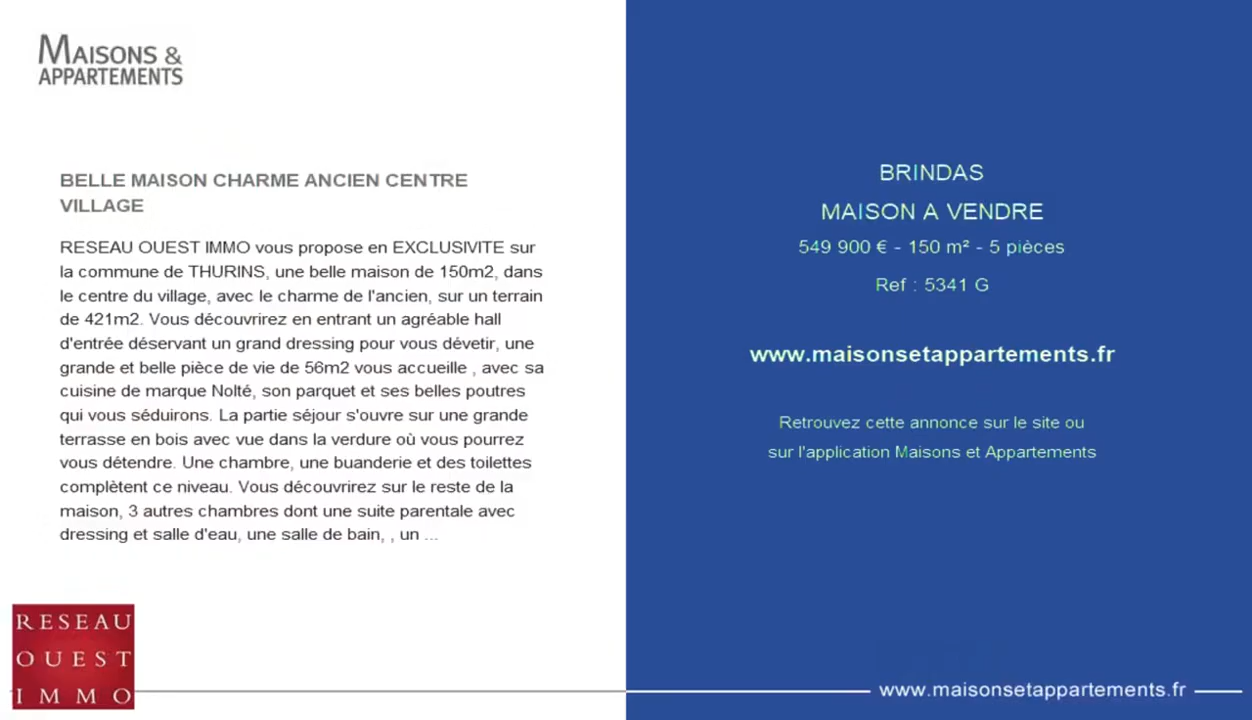 MAISONS &
APPARTEMENTS
BELLE MAISON CHARME ANCIEN CENTRE
VILLAGE
RESEAU OUEST IMMO vous propose en EXCLUSIVITE sur
la commune de THURINS, une belle maison de 150m2, dans
le centre du village, avec le charme de l'ancien, sur un terrain
de 421m2. Vous découvrirez en entrant un agréable hall
d'entrée déservant un grand dressing pour vous dévetir, une
grande et belle pièce de vie de 56m2 vous accueille , avec sa
cuisine de marque Nolté, son parquet et ses belles poutres
qui vous séduirons. La partie séjour s'ouvre sur une grande
terrasse en bois avec vue dans la verdure où vous pourrez
vous détendre. Une chambre, une buanderie et des toilettes
complètent ce niveau. Vous découvrirez sur le reste de la
maison, 3 autres chambres dont une suite parentale avec
dressing et salle d'eau, une salle de bain, , un ...
RESEAU
OUEST
IMMO
BRINDAS
MAISON A VENDRE
549 900 € - 150 m² - 5 pièces
Ref : 5341 G
www.maisonsetappartements.fr
Retrouvez cette annonce sur le site ou
sur l'application Maisons et Appartements
www.maisonsetappartements.fr